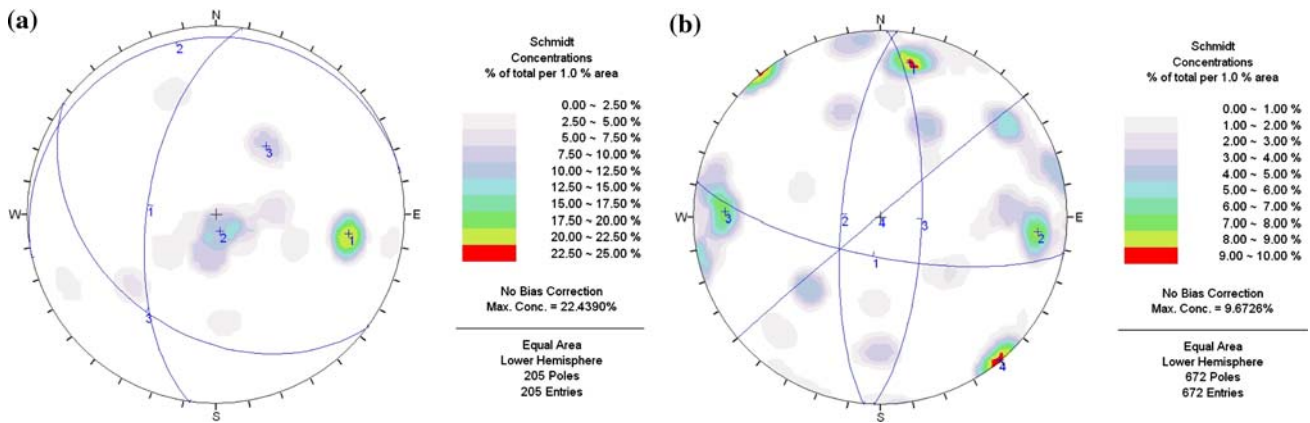 (a)
N
2
3
W
E
1
2
1
3
S
Schmidt
Concentrations
% of total per 1.0 % area
0.00 ~ 2.50 %
2.50 ~ 5.00 %
5.00 ~ 7.50 %
7.50 ~ 10.00 %
10.00 ~ 12.50 %
12.50 ~ 15.00 %
15.00 ~ 17.50 %
17.50 ~ 20.00 %
20.00 ~ 22.50 %
22.50 ~ 25.00 %
No Bias Correction
Max. Conc. = 22.4390%
Equal Area
Lower Hemisphere
205 Poles
205 Entries
(b)
N
W
3
2
4
3
E
2
1
4
S
Schmidt
Concentrations
% of total per 1.0 % area
0.00 ~ 1.00 %
1.00 ~ 2.00 %
2.00 ~ 3.00 %
3.00 ~ 4.00 %
4.00 ~ 5.00 %
5.00 ~ 6.00 %
6.00 ~ 7.00 %
7.00 ~ 8.00 %
8.00 ~ 9.00 %
9.00 ~ 10.00 %
No Bias Correction
Max. Conc. = 9.6726%
Equal Area
Lower Hemisphere
672 Poles
672 Entries